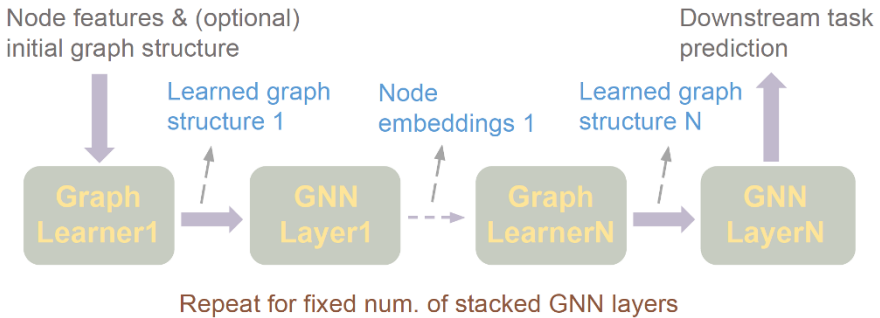 Node features & (optional)
initial graph structure
Downstream task
prediction
Learned graph
structure 1
Node
embeddings 1
Learned graph
structure N
Graph
Learner1
GNN
Layer1
Graph
LearnerN
GNN
LayerN
Repeat for fixed num. of stacked GNN layers